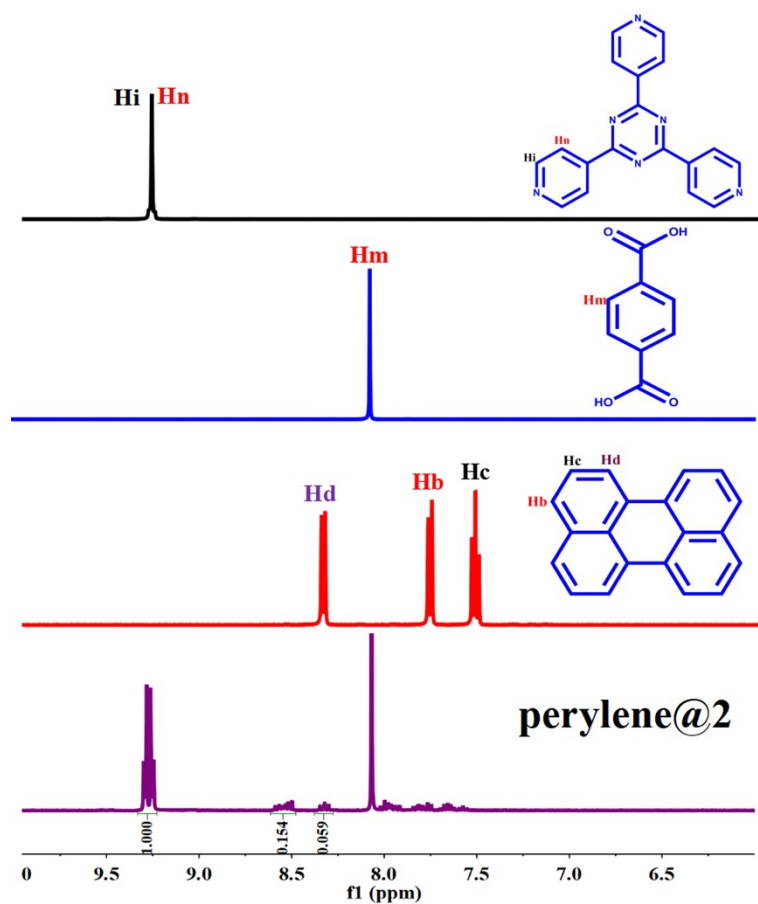 N
N
Hi Hn
N N
Hn
Hi
N
N N
O OH
Hm
Hm
HO O
Hc Hd
Hc
Hb
Hd
Hb
perylene@2
1.000 0.154 0.059
0 9.5 9.0 8.5 8.0 7.5 7.0 6.5
f1 (ppm)